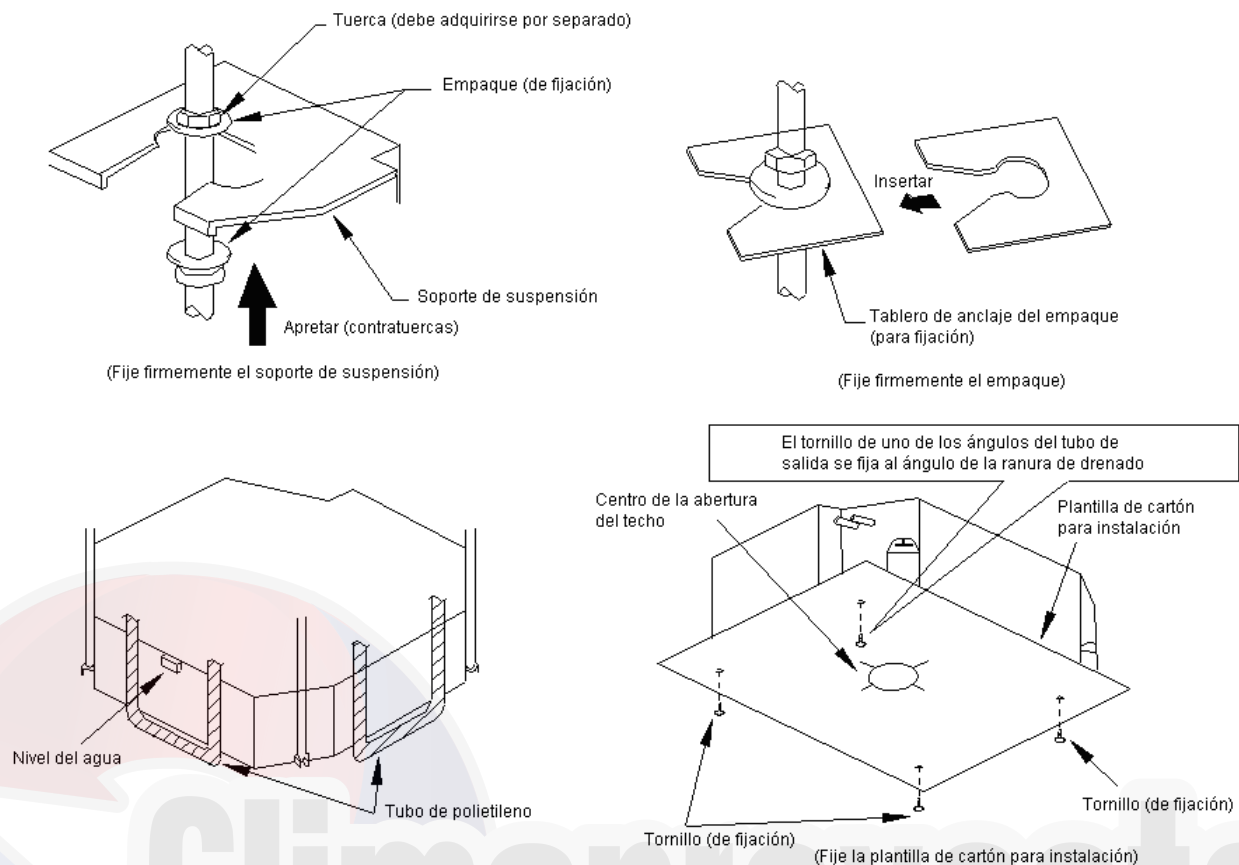 Tuerca (debe adquirirse por separado)
Empaque (de fijación)
Soporte de suspensión
Apretar (contratuercas)
(Fije firmemente el soporte de suspensión)
Insertar
Tablero de anclaje del empaque
(para fijación)
(Fije firmemente el empaque)
Nivel del agua
Tubo de polietileno
El tornillo de uno de los ángulos del tubo de
salida se fija al ángulo de la ranura de drenado
Centro de la abertura
del techo
Plantilla de cartón
para instalación
Tornillo (de fijación)
Tornillo (de fijación)
(Fije la plantilla de cartón para instalación)